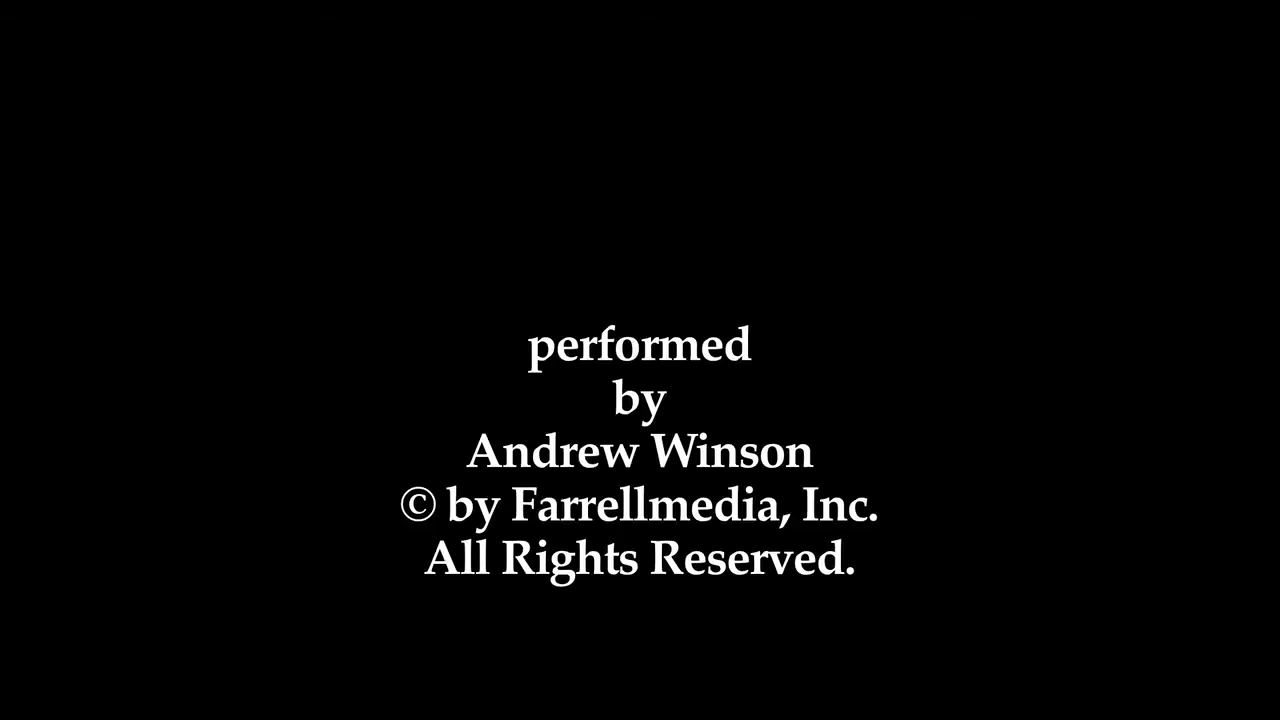 performed
by
Andrew Winson
© by Farrellmedia, Inc.
All Rights Reserved.